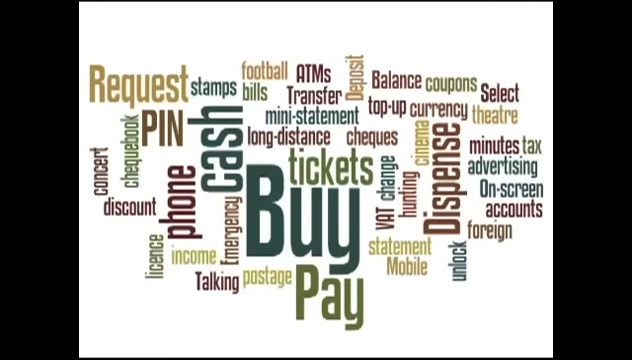 football
ATMs
Deposit
Request
stamps
bills
Transfer
Balance
coupons
Select
top-up
currency
theatre
mini-statement
chequebook
PIN
cash
long-distance
cheques
cinema
Dispense
minutes
tax
concert
tickets
change
advertising
phone
Buy
VAT
hunting
On-screen
discount
Emergency
accounts
foreign
licence
income
statement
unlock
Talking
postage
Pay
Mobile